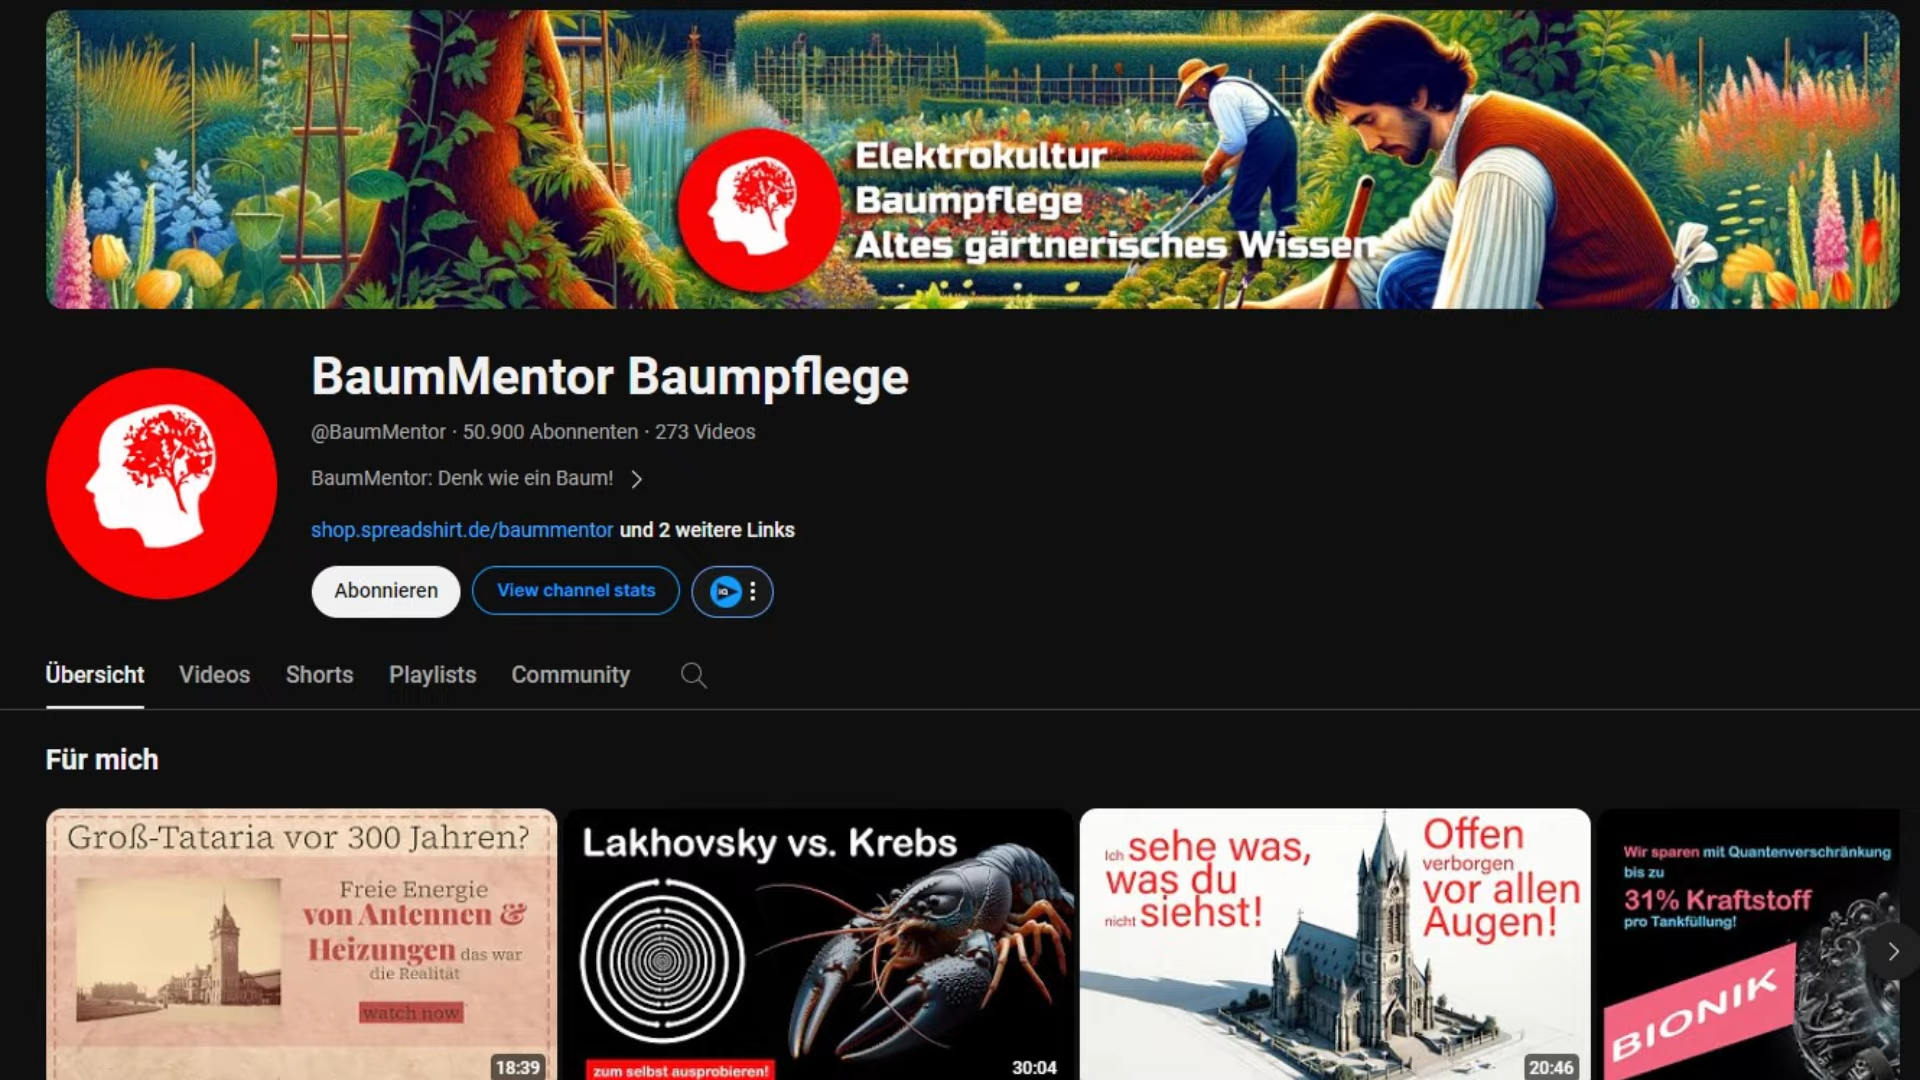 Elektrokultur
Baumpflege
Altes gärtnerisches Wissen
BaumMentor Baumpflege
@BaumMentor · 50.900 Abonnenten · 273 Videos
BaumMentor: Denk wie ein Baum!
shop.spreadshirt.de/baummentor und 2 weitere Links
Abonnieren
View channel stats
IQ
Übersicht
Videos
Shorts
Playlists
Community
Für mich
Groß-Tataria vor 300 Jahren?
Freie Energie
von Antennen &
Heizungen das war
die Realität
watch now
18:39
Lakhovsky vs. Krebs
zum selbst ausprobieren!
30:04
Ich sehe was,
was du
nicht siehst!
Offen
verborgen
vor allen
Augen!
20:46
Wir sparen mit Quantenverschränkung
bis zu
31% Kraftstoff
pro Tankfüllung!
BIONIK